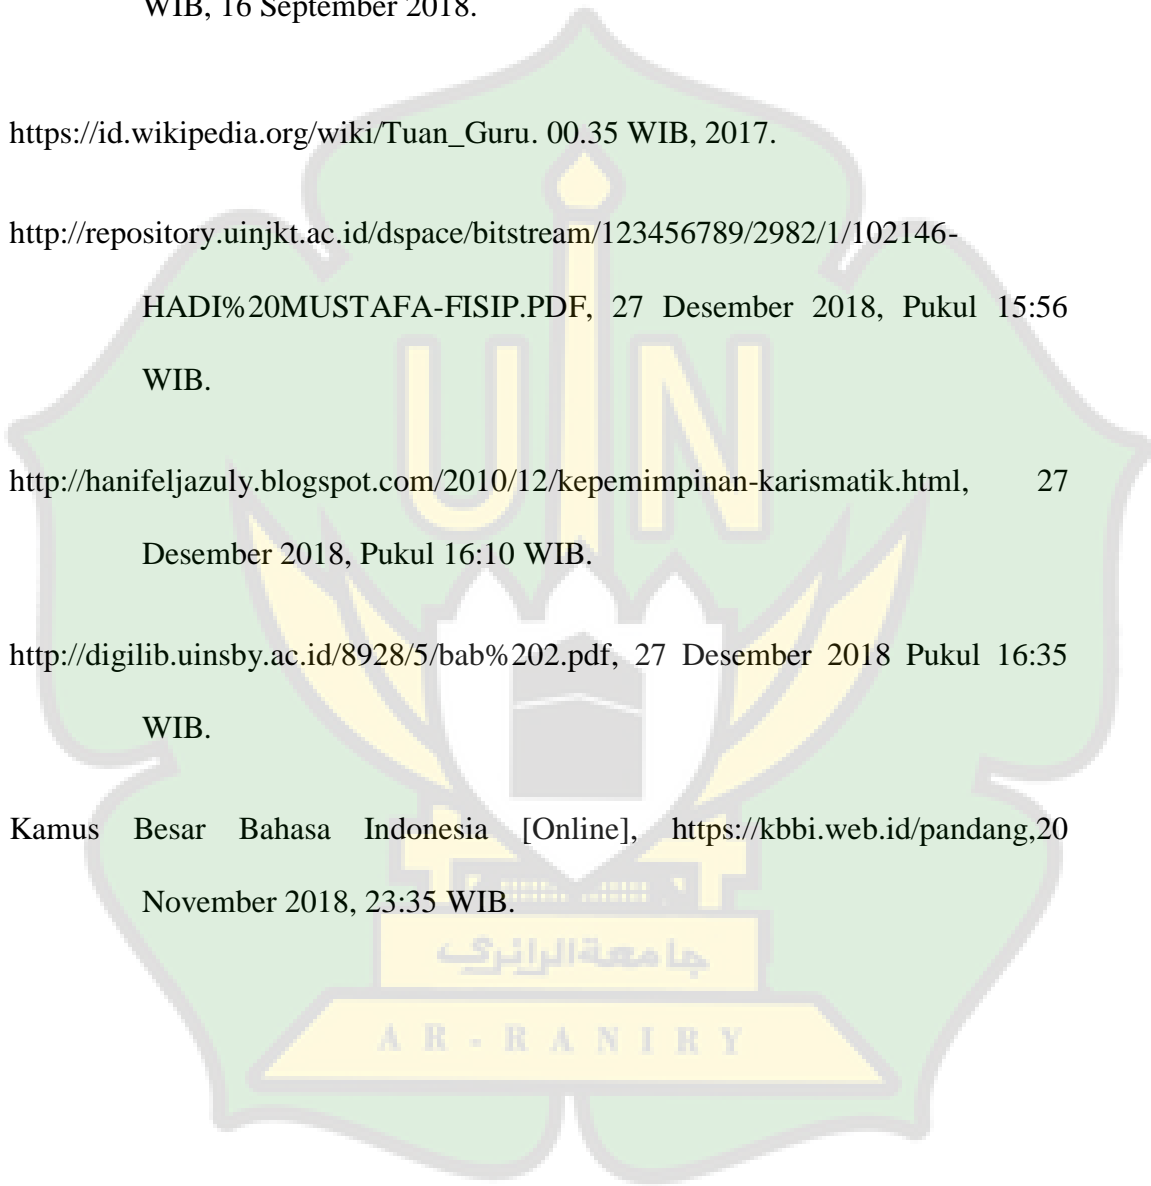 WIB, 16 September 2018.
https://id.wikipedia.org/wiki/Tuan_Guru. 00.35 WIB, 2017.
http://repository.uinjkt.ac.id/dspace/bitstream/123456789/2982/1/102146-
HADI%20MUSTAFA-FISIP.PDF, 27 Desember 2018, Pukul 15:56
WIB.
http://hanifeljazuly.blogspot.com/2010/12/kepemimpinan-karismatik.html, 27
Desember 2018, Pukul 16:10 WIB.
http://digilib.uinsby.ac.id/8928/5/bab%202.pdf, 27 Desember 2018 Pukul 16:35
WIB.
Kamus Besar Bahasa Indonesia [Online], https://kbbi.web.id/pandang,20
November 2018, 23:35 WIB.
UIN
جامعةالرانري
AR-RANIRY